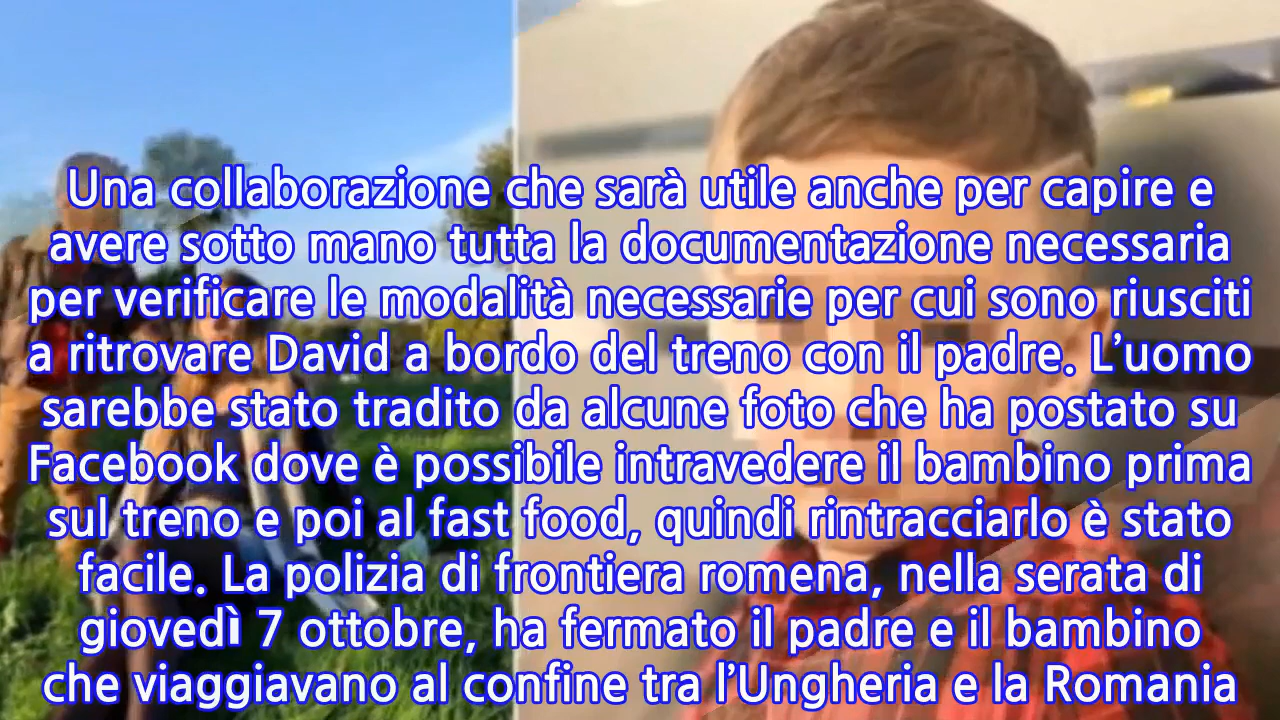 Una collaborazione che sarà utile anche per capire e
avere sotto mano tutta la documentazione necessaria
per verificare le modalità necessarie per cui sono riusciti
a ritrovare David a bordo del treno con il padre. L’uomo
sarebbe stato tradito da alcune foto che ha postato su
Facebook dove è possibile intravedere il bambino prima
sul treno e poi al fast food, quindi rintracciarlo è stato
facile. La polizia di frontiera romena, nella serata di
giovedì 7 ottobre, ha fermato il padre e il bambino
che viaggiavano al confine tra l’Ungheria e la Romania